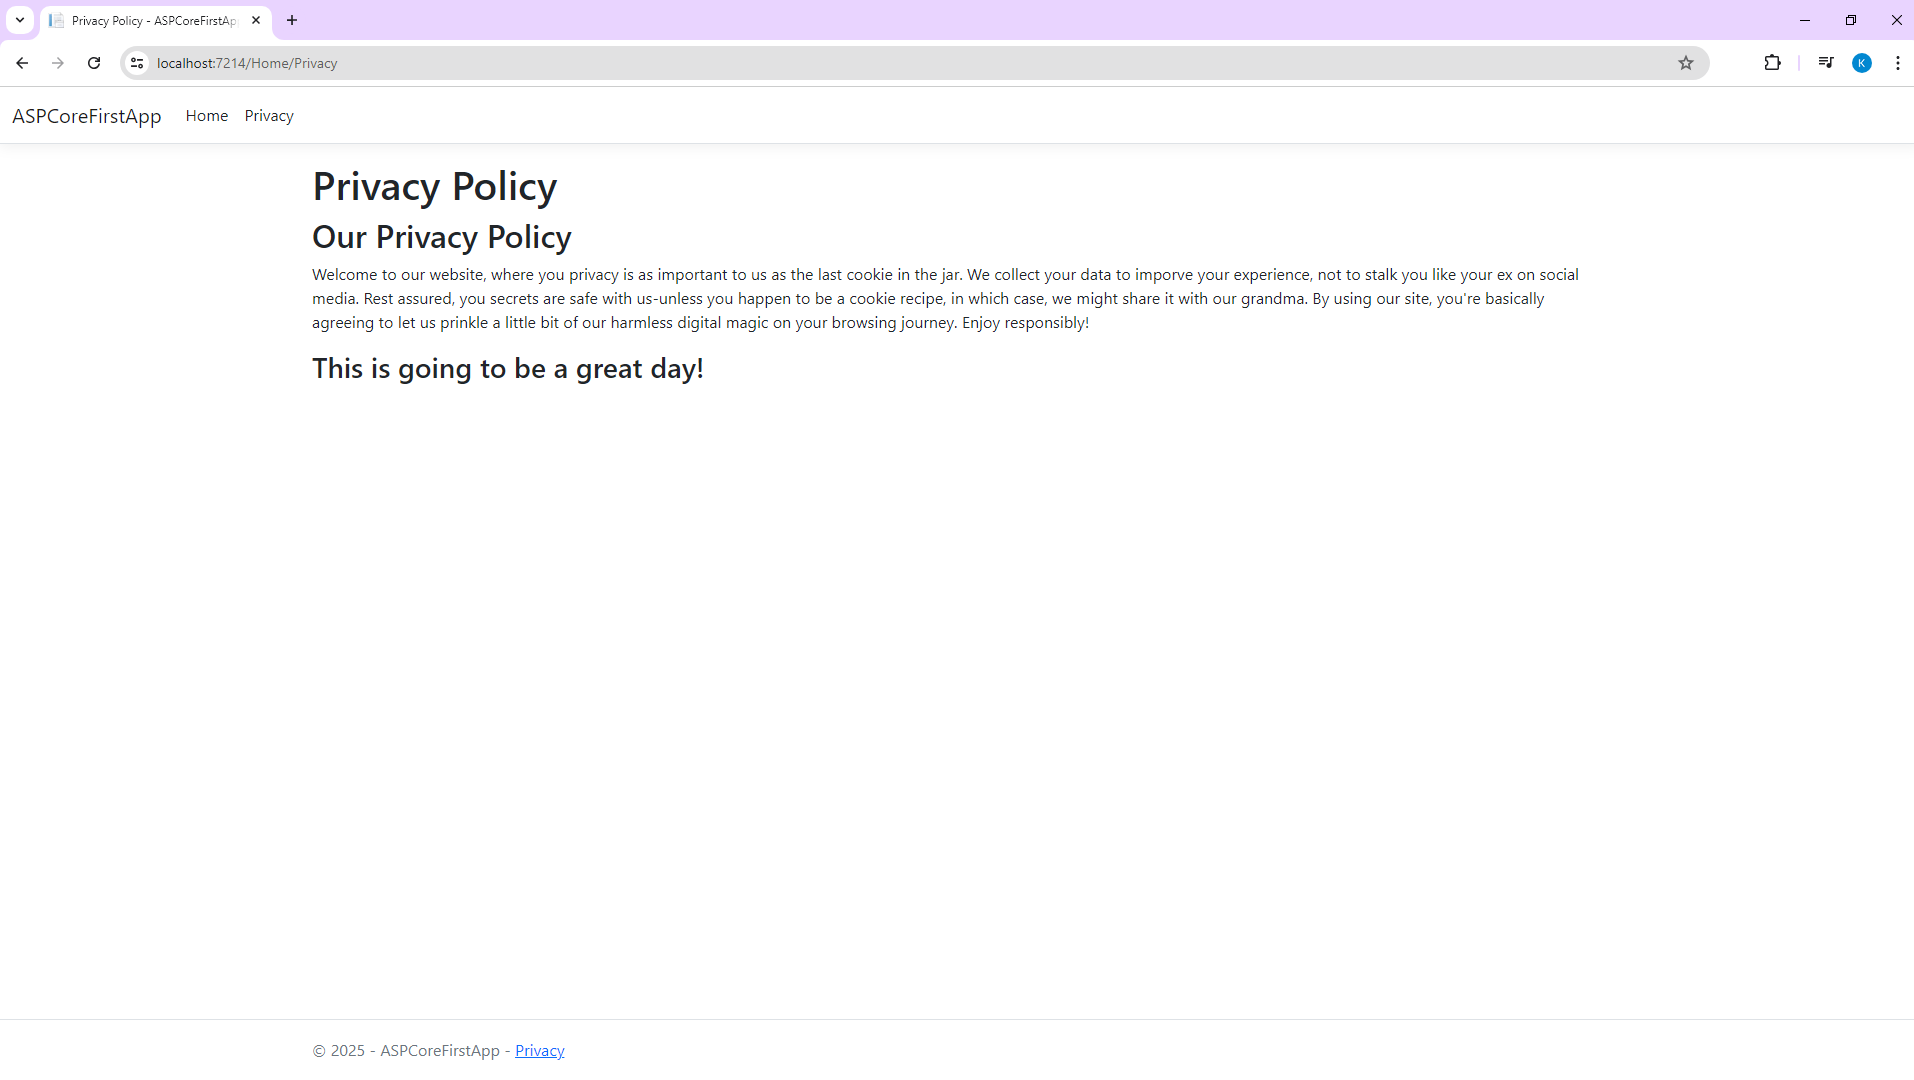 Privacy Policy - ASPCoreFirstAp
localhost:7214/Home/Privacy
K
ASPCoreFirstApp Home Privacy
Privacy Policy
Our Privacy Policy
Welcome to our website, where you privacy is as important to us as the last cookie in the jar. We collect your data to imporve your experience, not to stalk you like your ex on social
media. Rest assured, you secrets are safe with us-unless you happen to be a cookie recipe, in which case, we might share it with our grandma. By using our site, you're basically
agreeing to let us prinkle a little bit of our harmless digital magic on your browsing journey. Enjoy responsibly!
This is going to be a great day!
© 2025 - ASPCoreFirstApp - Privacy